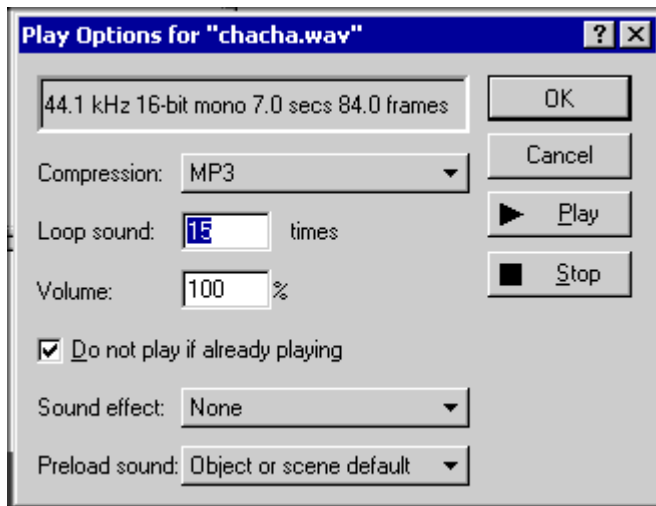 Play Options for "chacha.wav"
44.1 kHz 16-bit mono 7.0 secs 84.0 frames
OK
Cancel
Compression: MP3
Play
Loop sound: 15 times
Stop
Volume: 100 %
Do not play if already playing
Sound effect: None
Preload sound: Object or scene default